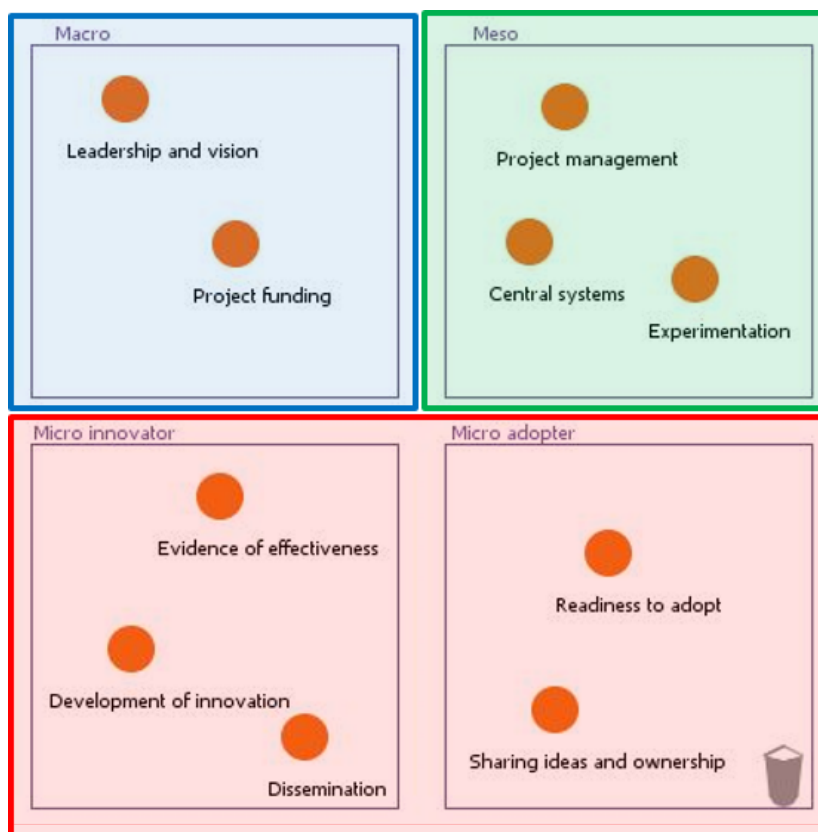 Macro
Leadership and vision
Project funding
Meso
Project management
Central systems
Experimentation
Micro innovator
Evidence of effectiveness
Development of innovation
Dissemination
Micro adopter
Readiness to adopt
Sharing ideas and ownership